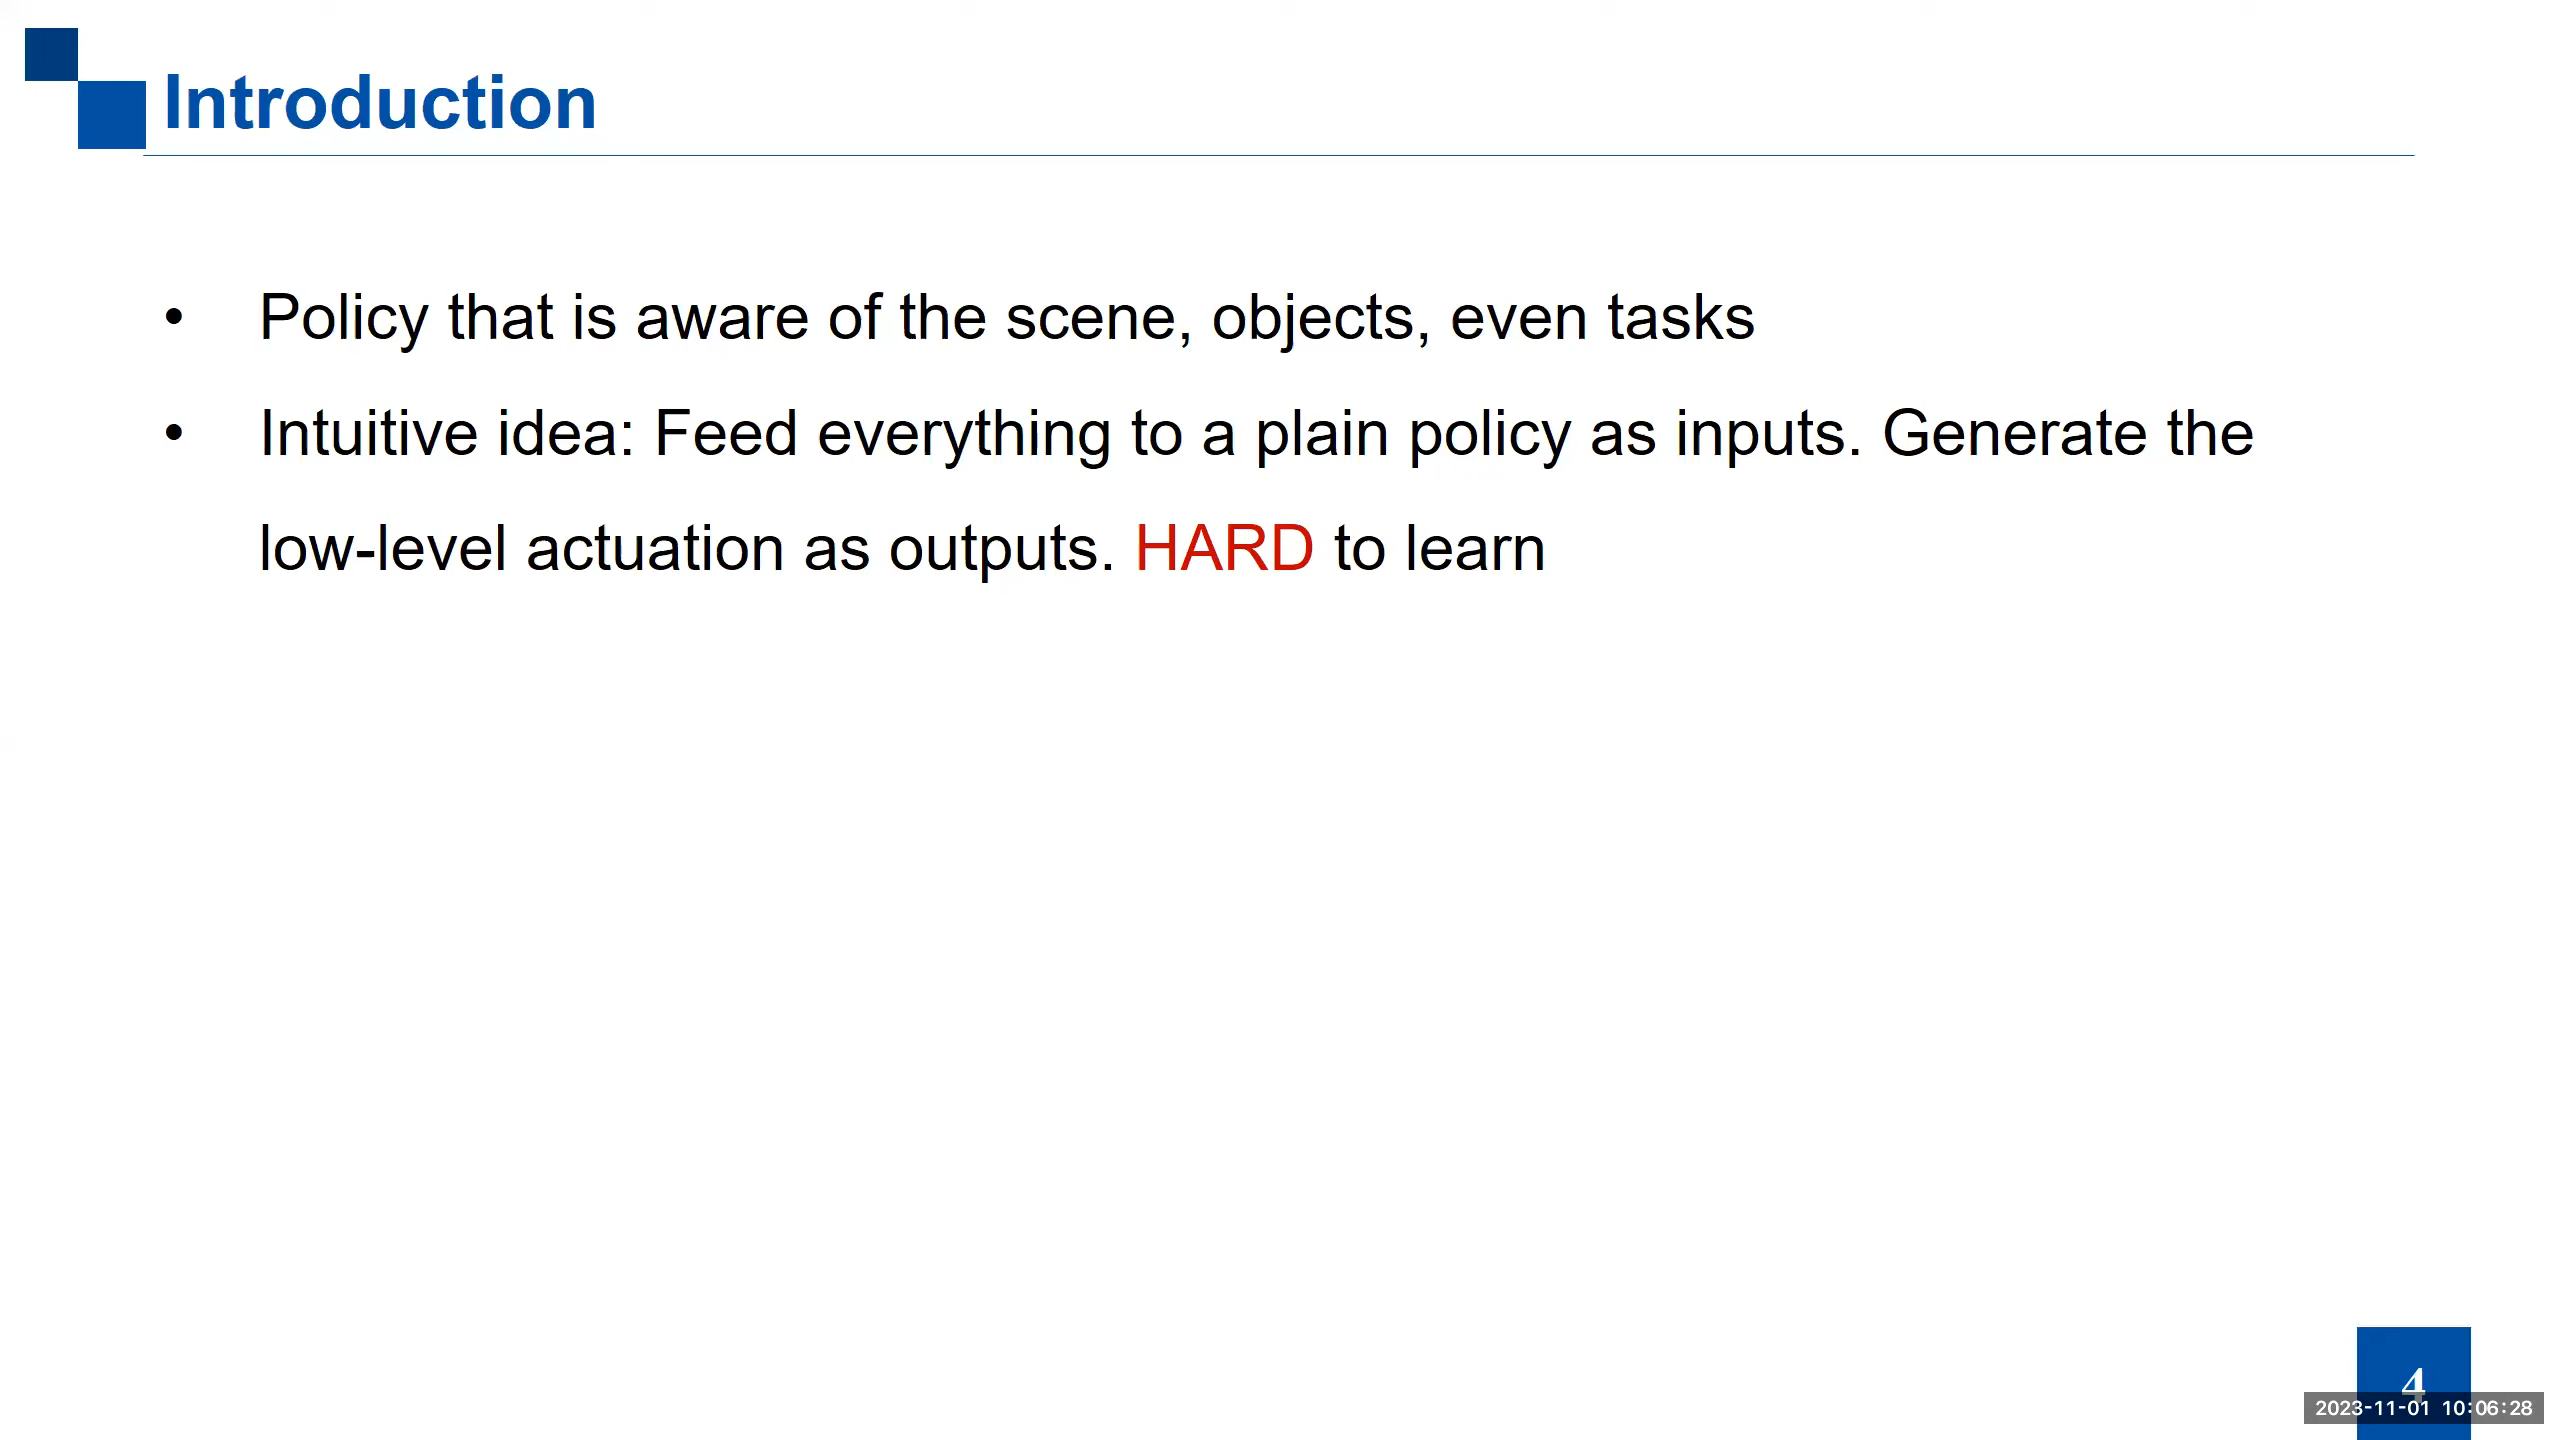 Introduction
• Policy that is aware of the scene, objects, even tasks
• Intuitive idea: Feed everything to a plain policy as inputs. Generate the
low-level actuation as outputs. HARD to learn
4
2023-11-01 10:06:28